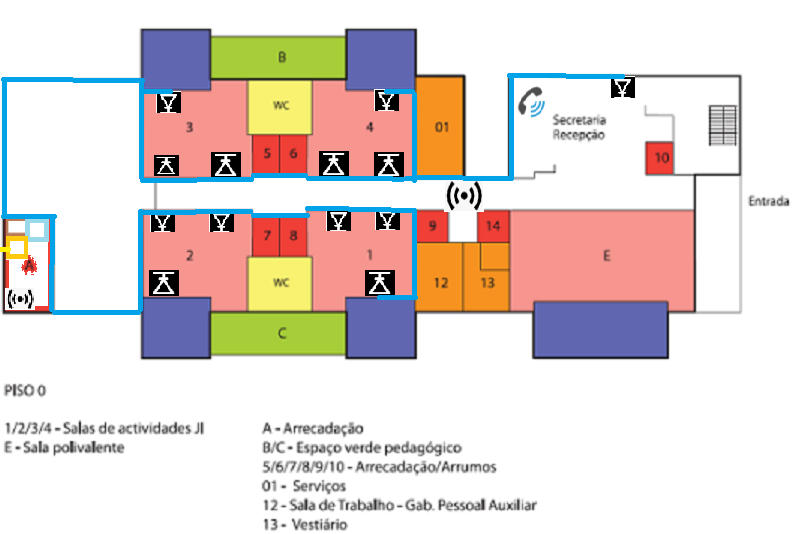 B
3
WC
4
01
5 6
Secretaria
Recepção
10
Entrada
7 8
9
14
2
1
E
A
WC
12
13
C
PISO 0
1/2/3/4 - Salas de actividades JI
E - Sala polivalente
A - Arrecadação
B/C - Espaço verde pedagógico
5/6/7/8/9/10 - Arrecadação/Arrumos
01 - Serviços
12 - Sala de Trabalho - Gab. Pessoal Auxiliar
13 - Vestiário